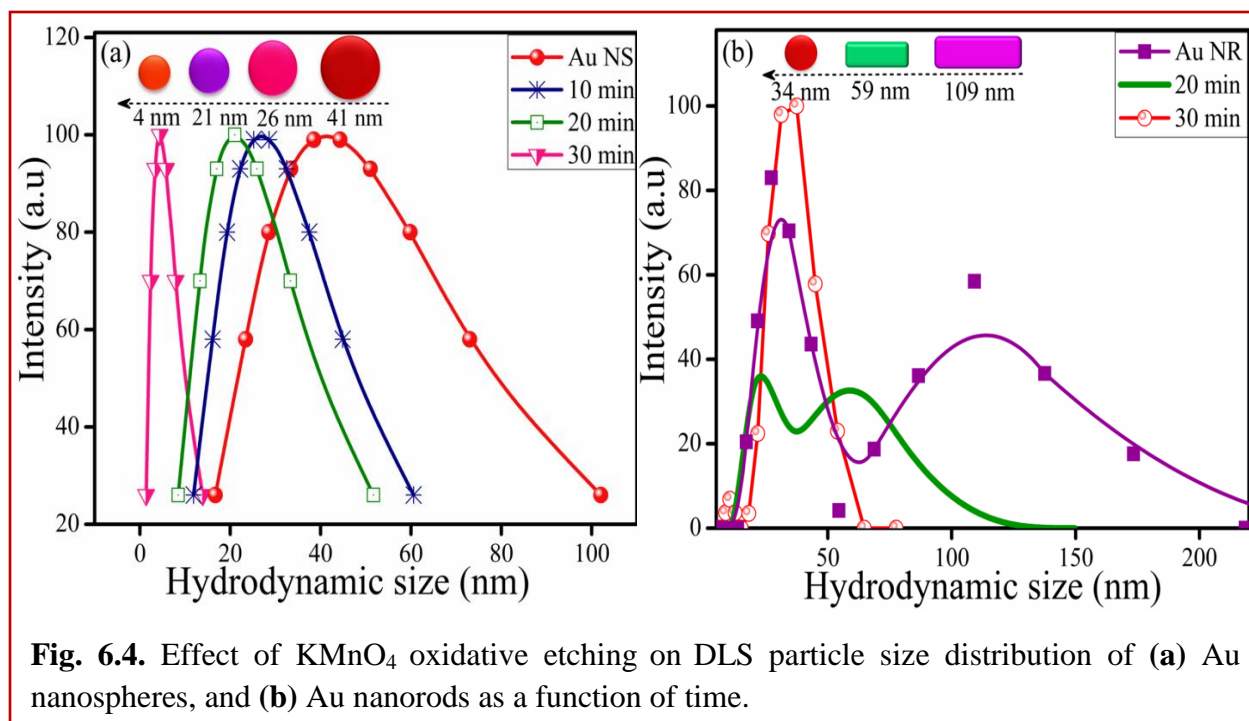 (a)
Au NS
10 min
20 min
30 min
4 nm 21 nm 26 nm 41 nm
120
100
80
60
40
20
Intensity (a.u)
0 20 40 60 80 100
Hydrodynamic size (nm)
(b)
Au NR
20 min
30 min
34 nm 59 nm 109 nm
100
80
60
40
20
0
Intensity (a.u)
50 100 150 200
Hydrodynamic size (nm)
Fig. 6.4. Effect of KMnO₄ oxidative etching on DLS particle size distribution of (a) Au
nanospheres, and (b) Au nanorods as a function of time.